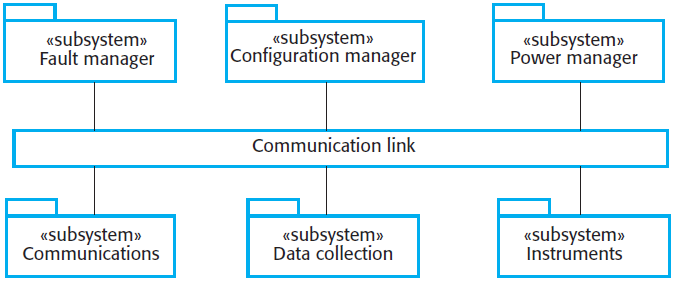 «subsystem»
Fault manager
«subsystem»
Configuration manager
«subsystem»
Power manager
Communication link
«subsystem»
Communications
«subsystem»
Data collection
«subsystem»
Instruments